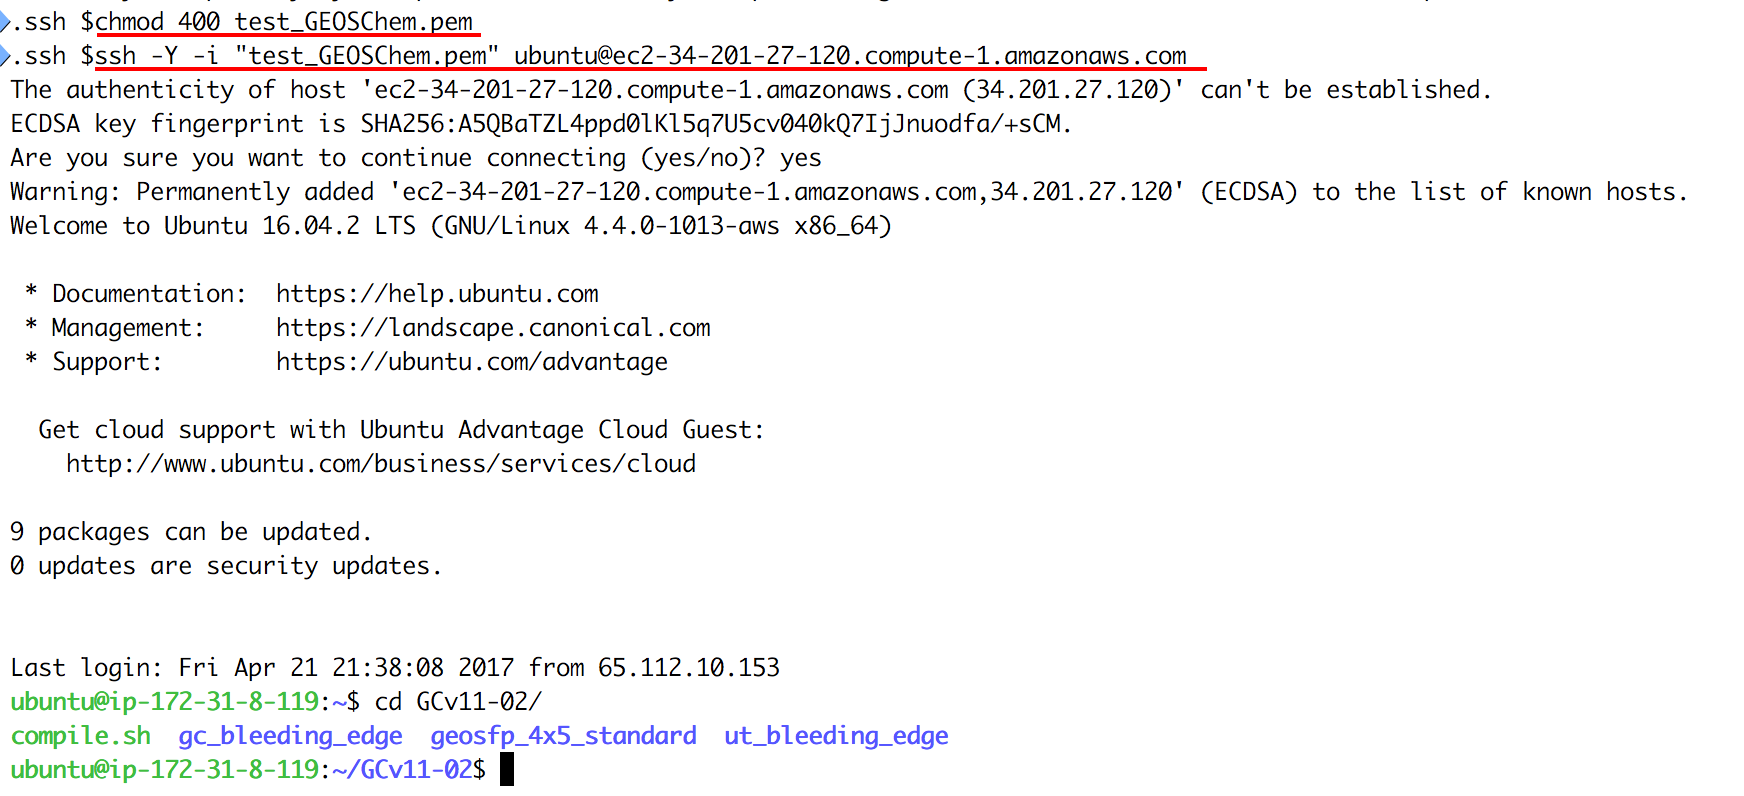 .ssh $chmod 400 test_GEOSChem.pem
.ssh $ssh -Y -i "test_GEOSChem.pem" ubuntu@ec2-34-201-27-120.compute-1.amazonaws.com
The authenticity of host 'ec2-34-201-27-120.compute-1.amazonaws.com (34.201.27.120)' can't be established.
ECDSA key fingerprint is SHA256:A5QBaTZL4ppd0lKl5q7U5cv040kQ7IjJnuodfa/+sCM.
Are you sure you want to continue connecting (yes/no)? yes
Warning: Permanently added 'ec2-34-201-27-120.compute-1.amazonaws.com,34.201.27.120' (ECDSA) to the list of known hosts.
Welcome to Ubuntu 16.04.2 LTS (GNU/Linux 4.4.0-1013-aws x86_64)
* Documentation:  https://help.ubuntu.com
* Management:     https://landscape.canonical.com
* Support:        https://ubuntu.com/advantage
Get cloud support with Ubuntu Advantage Cloud Guest:
http://www.ubuntu.com/business/services/cloud
9 packages can be updated.
0 updates are security updates.
Last login: Fri Apr 21 21:38:08 2017 from 65.112.10.153
ubuntu@ip-172-31-8-119:~$ cd GCv11-02/
compile.sh  gc_bleeding_edge  geosfp_4x5_standard  ut_bleeding_edge
ubuntu@ip-172-31-8-119:~/GCv11-02$